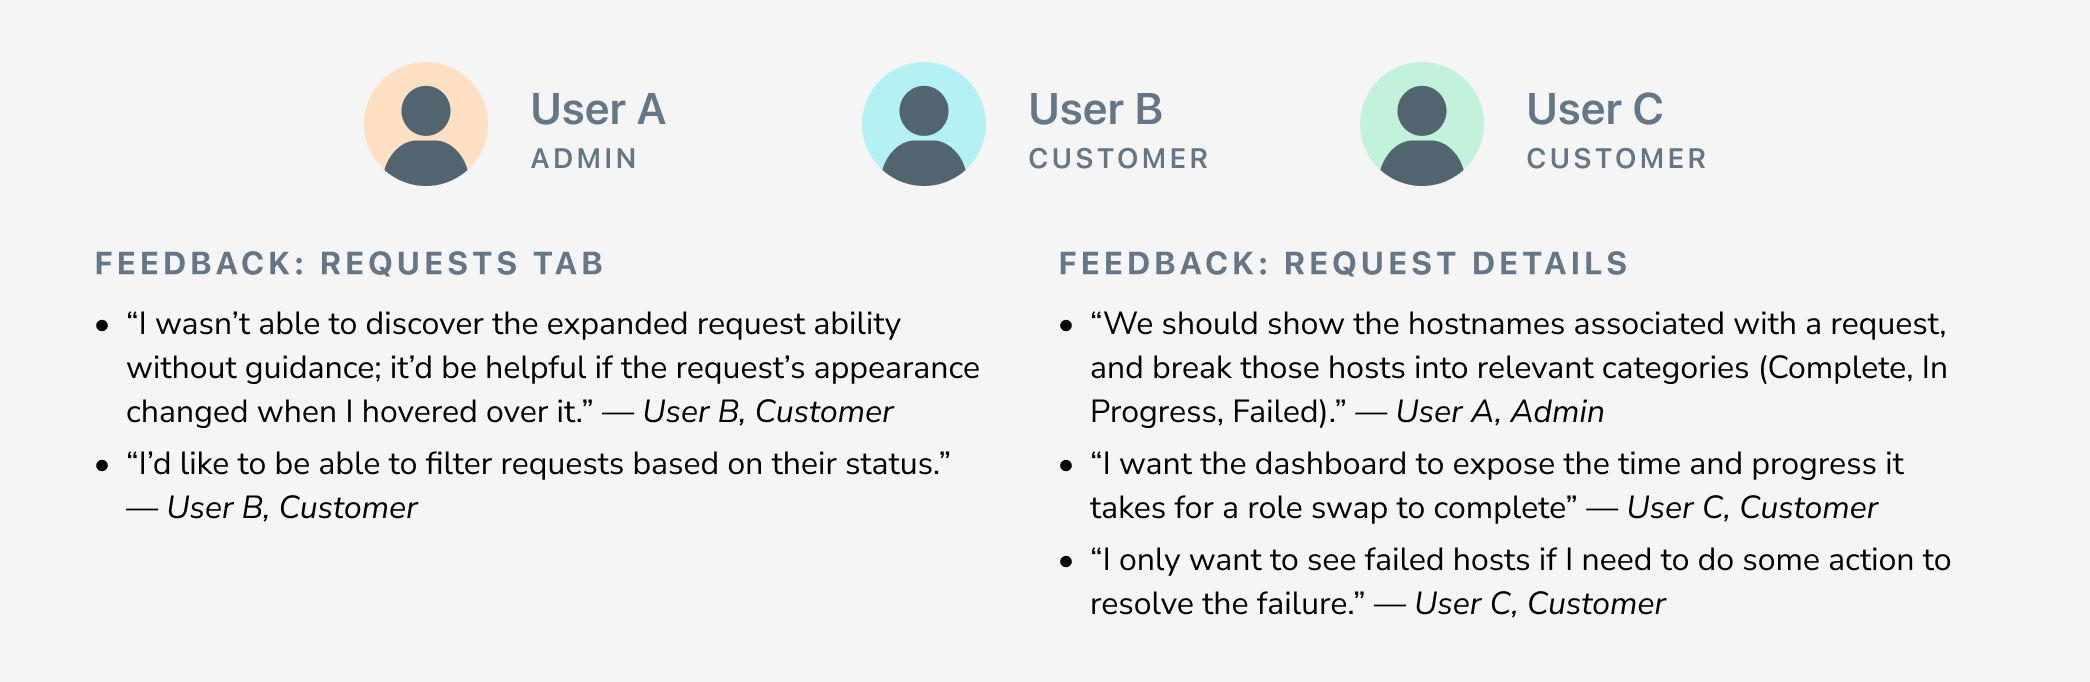 User A
ADMIN
User B
CUSTOMER
User C
CUSTOMER
FEEDBACK: REQUESTS TAB
• “I wasn’t able to discover the expanded request ability
without guidance; it’d be helpful if the request’s appearance
changed when I hovered over it.” — User B, Customer
• “I’d like to be able to filter requests based on their status.”
— User B, Customer
FEEDBACK: REQUEST DETAILS
• “We should show the hostnames associated with a request,
and break those hosts into relevant categories (Complete, In
Progress, Failed).” — User A, Admin
• “I want the dashboard to expose the time and progress it
takes for a role swap to complete” — User C, Customer
• “I only want to see failed hosts if I need to do some action to
resolve the failure.” — User C, Customer